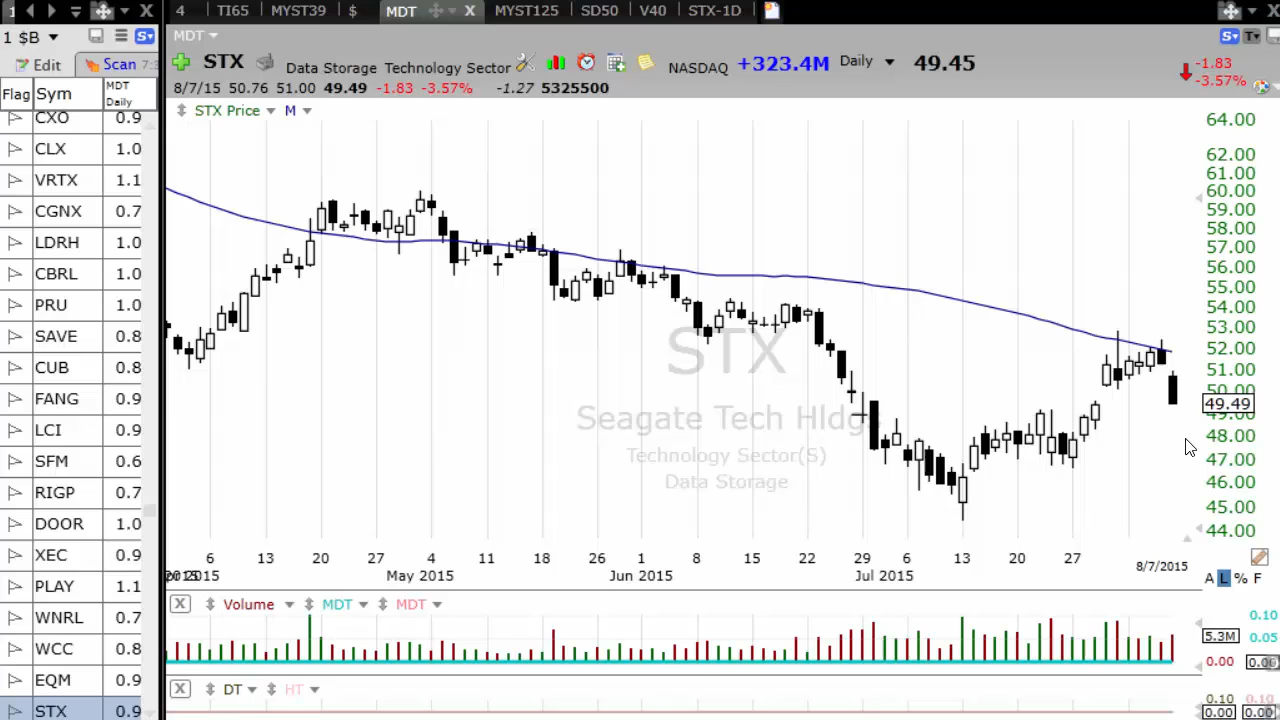 1 4 TI65 MYST39 $ MDT X MYST125 SD50 V40 STX-1D
1 $B S
MDT
S T
Edit Scan 7:3
STX Data Storage Technology Sector NASDAQ +323.4M Daily 49.45 -1.83 -3.57%
Flag Sym MDT Daily
8/7/15 50.76 51.00 49.49 -1.83 -3.57% -1.27 5325500
STX Price M
CXO 0.9
CLX 1.0
VRTX 1.1
CGNX 0.7
LDRH 1.0
CBRL 1.0
PRU 1.0
SAVE 0.8
CUB 0.8
FANG 0.9
LCI 0.9
SFM 0.6
RIGP 0.7
DOOR 1.0
XEC 0.9
PLAY 1.1
WNRL 0.7
WCC 0.8
EQM 0.9
STX 0.9
64.00
62.00
61.00
60.00
59.00
58.00
57.00
56.00
55.00
54.00
53.00
52.00
51.00
50.00
49.49
49.00
48.00
47.00
46.00
45.00
44.00
STX
Seagate Tech Hldgs
Technology Sector(S)
Data Storage
6 13 20 27 4 11 18 26 1 8 15 22 29 6 13 20 27
2015 May 2015 Jun 2015 Jul 2015 8/7/2015
A L % F
X Volume MDT MDT
0.10
5.3M 0.05
0.00 0.00
X DT HT
0.10 0.10
0.00 0.00